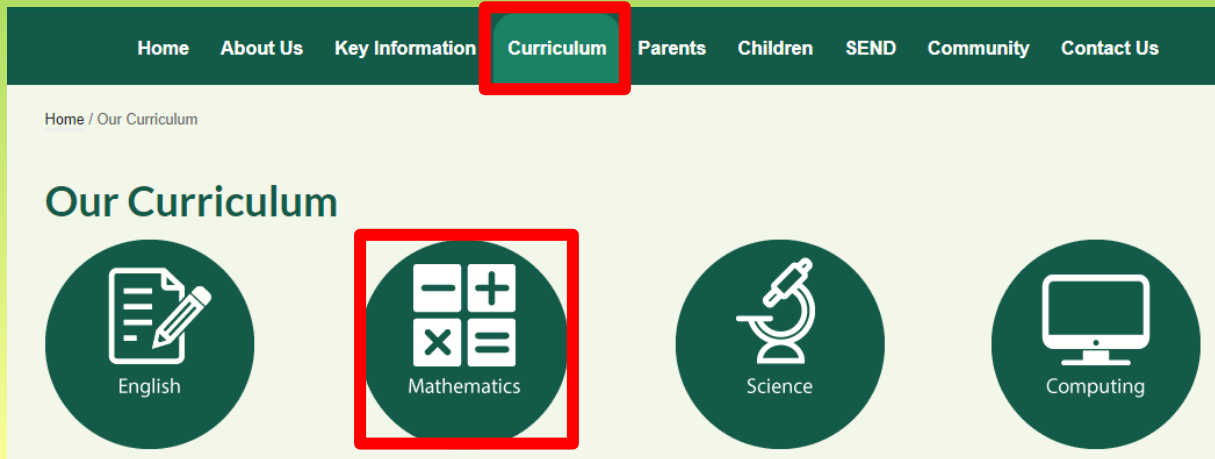 Home About Us Key Information Curriculum Parents Children SEND Community Contact Us
Home / Our Curriculum
Our Curriculum
English Mathematics Science Computing